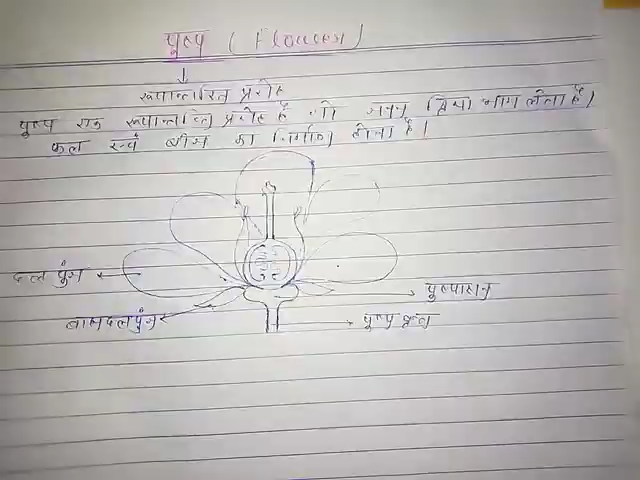 पुष्प ( Flower )
रूपान्तरित प्ररोह
पुष्प एक रूपान्तरित प्ररोह है जो जनन क्रिया भाग लेता है।
फल एवं बीज का निर्माण होता है।
दल पुंज
पुष्पासन
बाह्यदलपुंज
पुष्प वृन्त